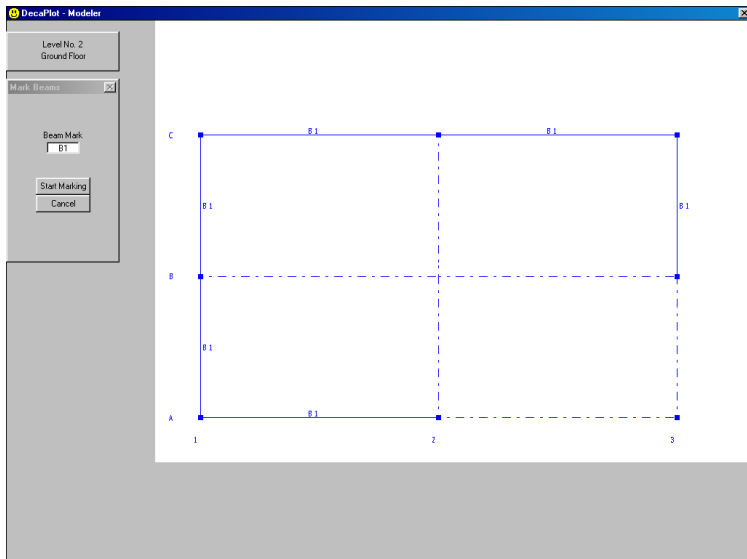 DecaPlot - Modeler
Level No. 2
Ground Floor
Mark Beams
Beam Mark
B1
Start Marking
Cancel
C
B 1
B 1
B 1
B 1
B
B 1
A
B 1
1
2
3